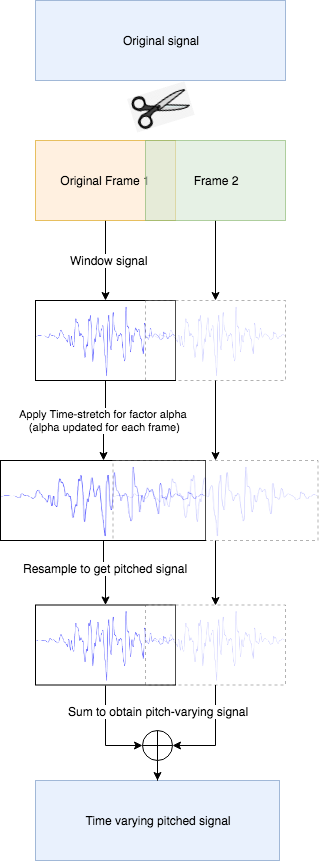 Original signal
Original Frame 1
Frame 2
Window signal
Apply Time-stretch for factor alpha
(alpha updated for each frame)
Resample to get pitched signal
Sum to obtain pitch-varying signal
Time varying pitched signal